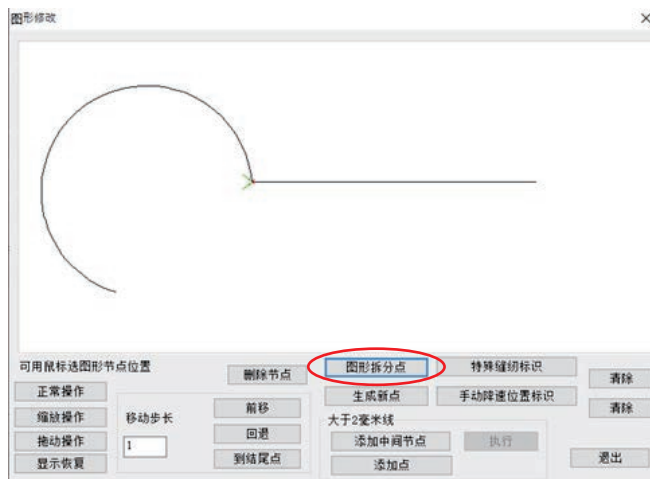 图形修改
可用鼠标选图形节点位置
正常操作
缩放操作
拖动操作
显示恢复
移动步长
1
删除节点
前移
回退
到结尾点
图形拆分点
特殊缝纫标识
清除
生成新点
手动降速位置标识
清除
大于2毫米线
添加中间节点
执行
添加点
退出